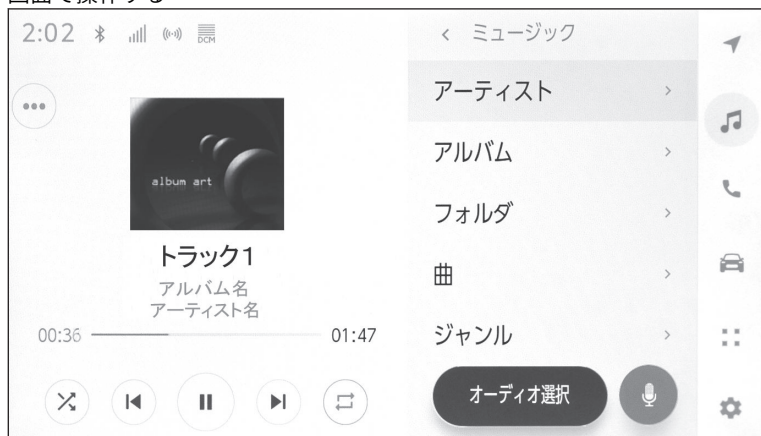 画面で操作する
2:02
DCM
album art
トラック1
アルバム名
アーティスト名
00:36
01:47
< ミュージック
アーティスト >
アルバム >
フォルダ >
曲 >
ジャンル >
オーディオ選択